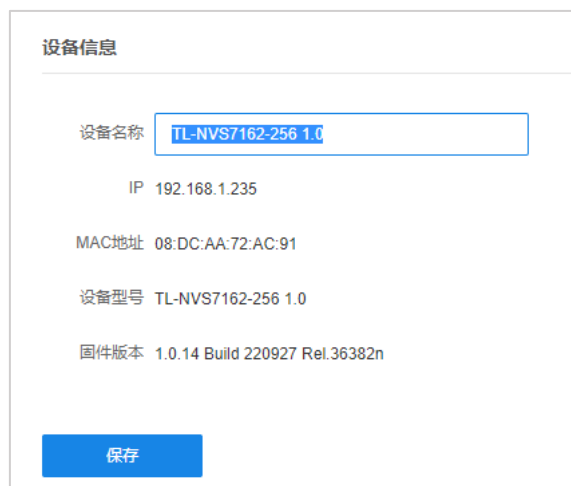 设备信息
设备名称 TL-NVS7162-256 1.0
IP 192.168.1.235
MAC地址 08:DC:AA:72:AC:91
设备型号 TL-NVS7162-256 1.0
固件版本 1.0.14 Build 220927 Rel.36382n
保存